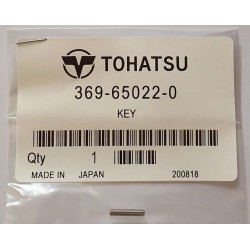 TOHATSU
369-65022-0
KEY
Qty 1
MADE IN JAPAN 200818